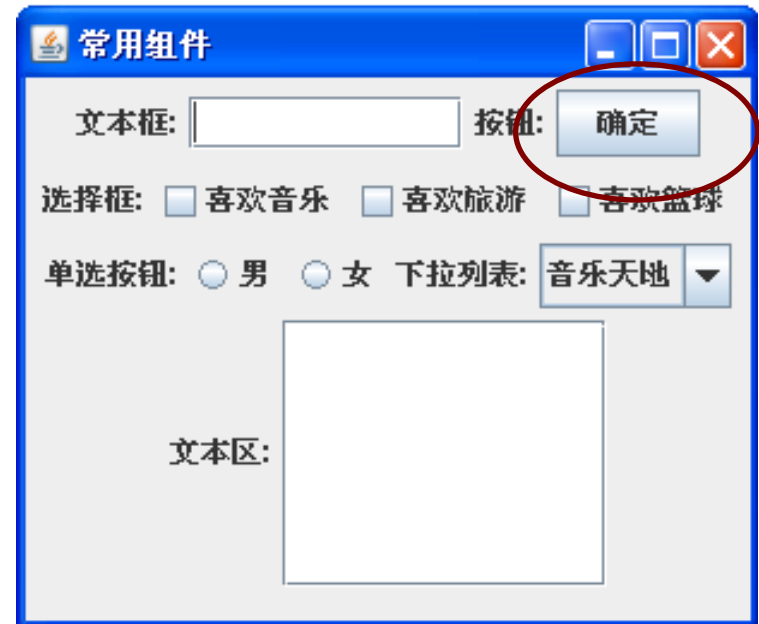 常用组件
文本框: 按钮: 确定
选择框: 喜欢音乐 喜欢旅游 喜欢篮球
单选按钮: 男 女 下拉列表: 音乐天地
文本区: